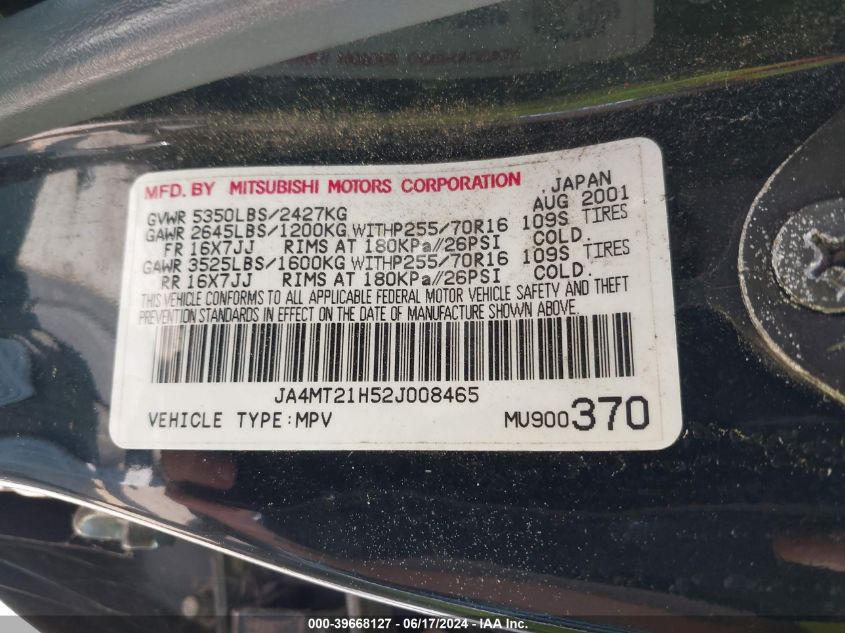 MFD. BY MITSUBISHI MOTORS CORPORATION JAPAN
GVWR 5350LBS/2427KG AUG 2001
GAWR 2645LBS/1200KG WITHP255/70R16 109S TIRES
FR 16X7JJ RIMS AT 180KPa//26PSI COLD.
GAWR 3525LBS/1600KG WITHP255/70R16 109S TIRES
RR 16X7JJ RIMS AT 180KPa//26PSI COLD.
THIS VEHICLE CONFORMS TO ALL APPLICABLE FEDERAL MOTOR VEHICLE SAFETY AND THEFT
PREVENTION STANDARDS IN EFFECT ON THE DATE OF MANUFACTURE SHOWN ABOVE.
JA4MT21H52J008465
VEHICLE TYPE:MPV MU900370
000-39668127 - 06/17/2024 - IAAI.com